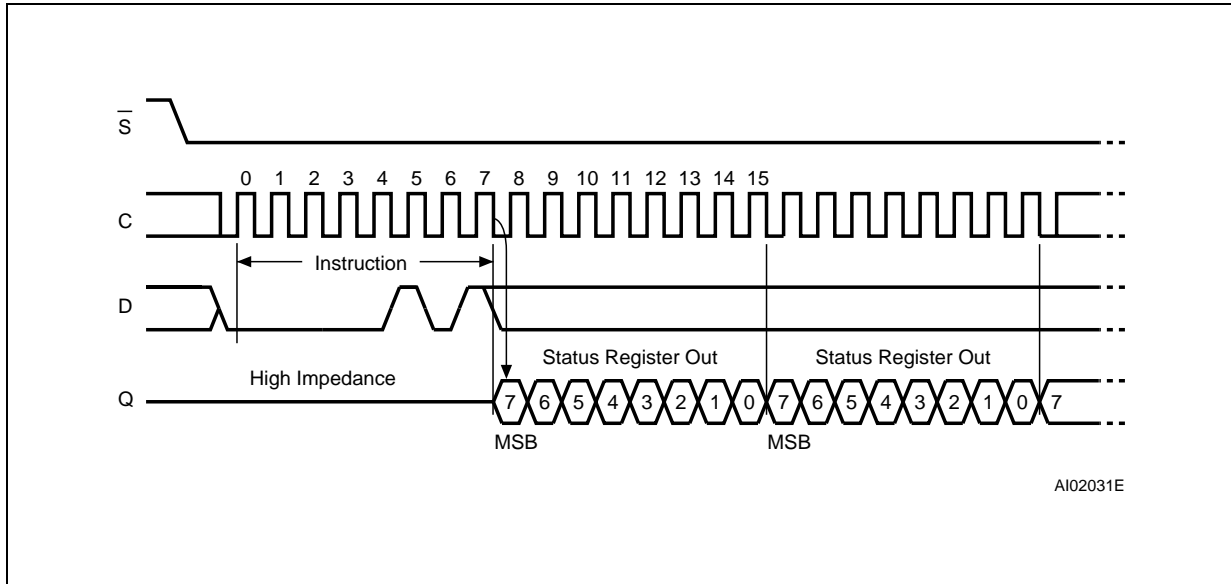 S
0 1 2 3 4 5 6 7 8 9 10 11 12 13 14 15
C
Instruction
D
Status Register Out Status Register Out
High Impedance
Q 7 6 5 4 3 2 1 0 7 6 5 4 3 2 1 0 7
MSB MSB
AI02031E